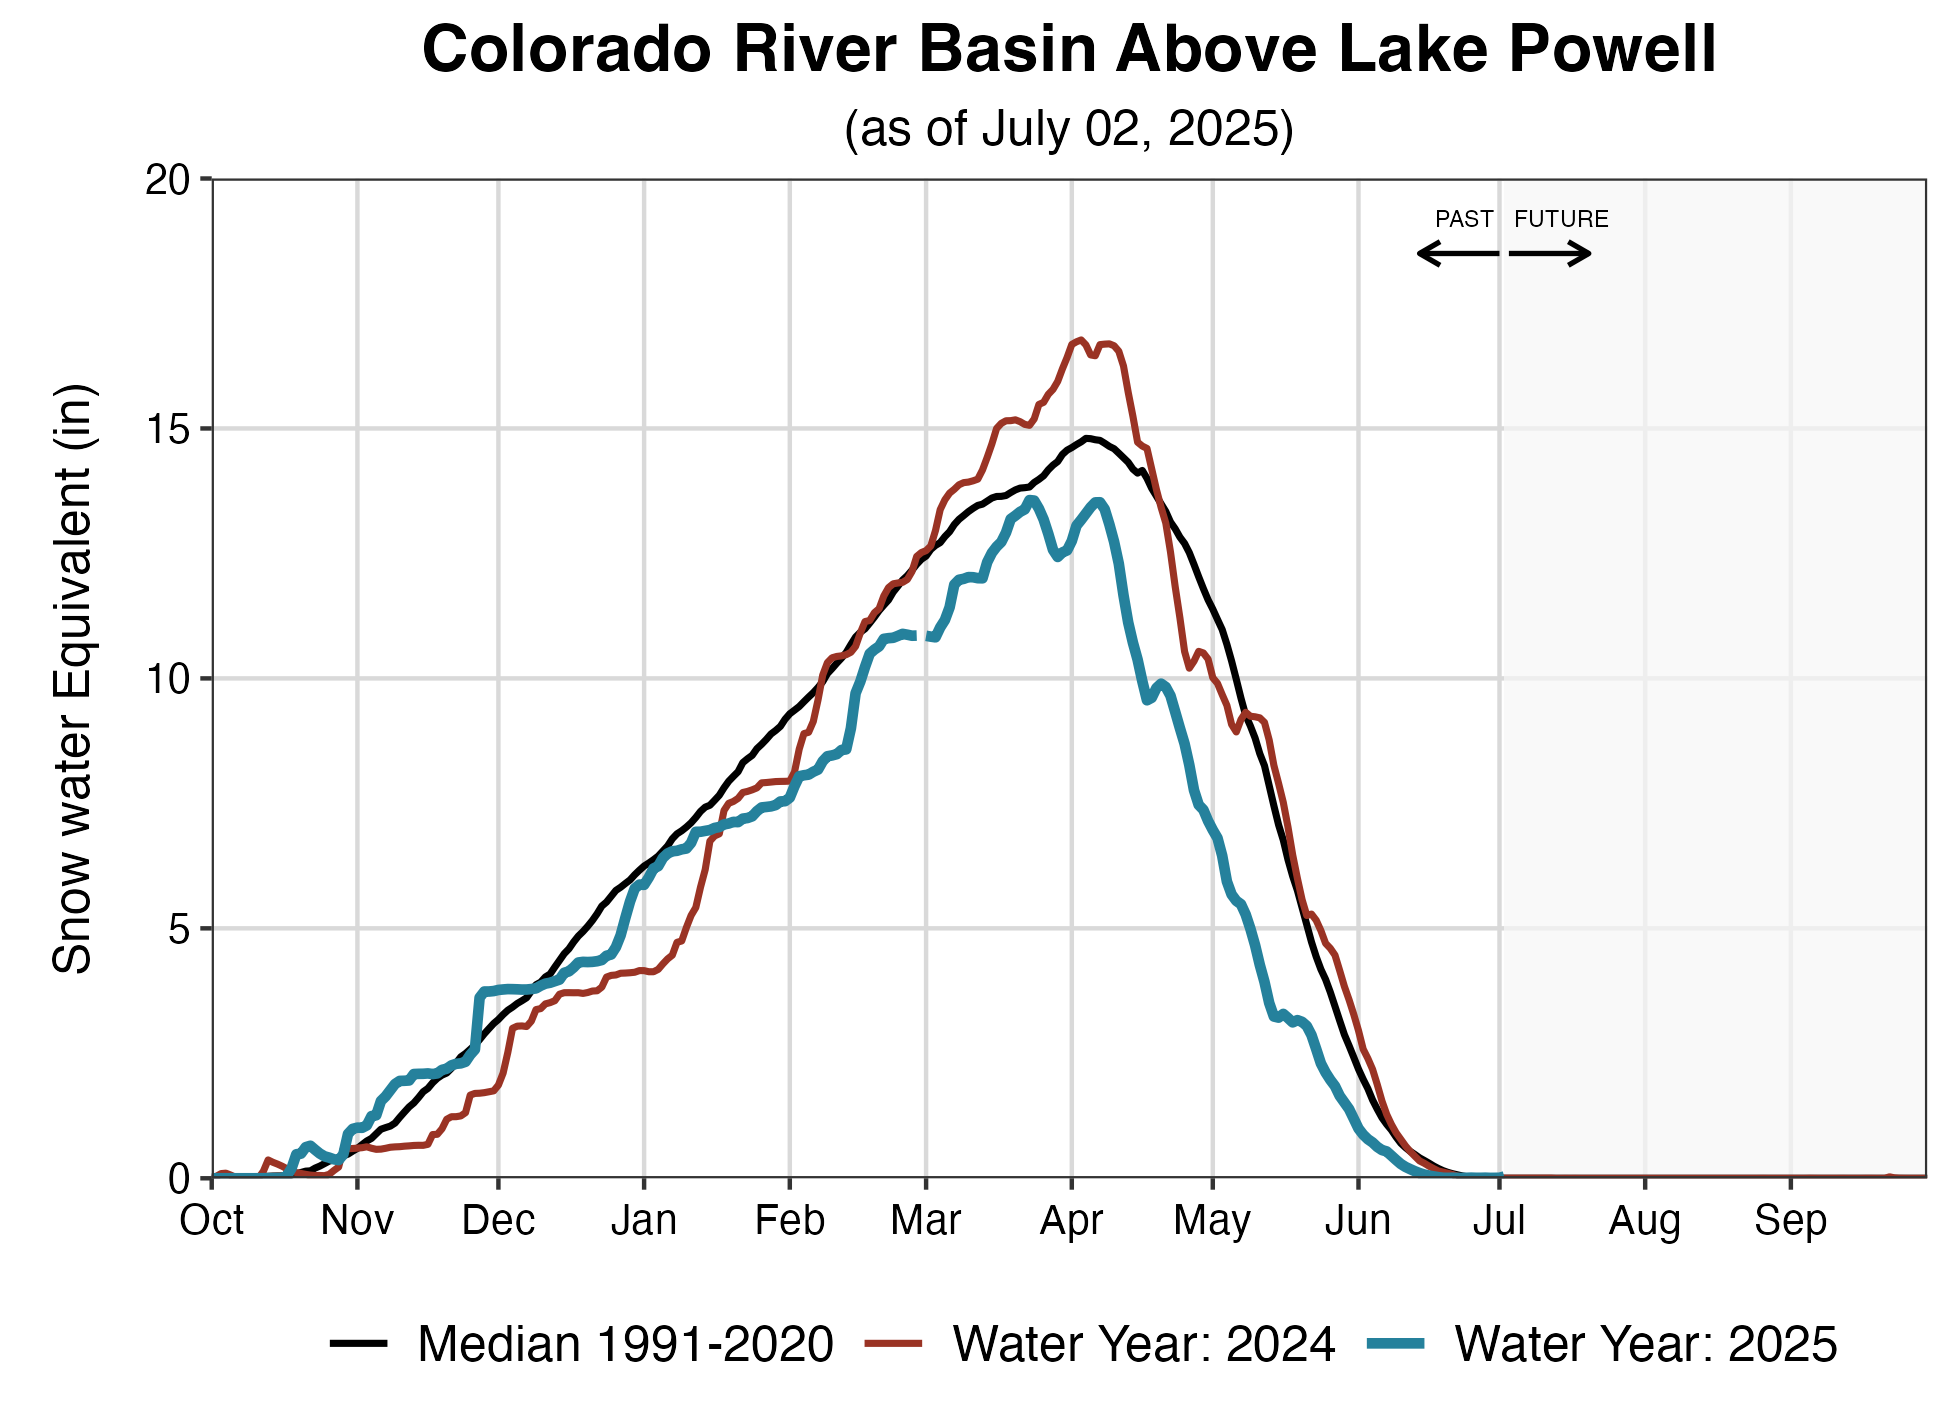 Colorado River Basin Above Lake Powell
(as of July 02, 2025)
Snow water Equivalent (in)
20
15
10
5
0
PAST FUTURE
Oct Nov Dec Jan Feb Mar Apr May Jun Jul Aug Sep
Median 1991-2020 Water Year: 2024 Water Year: 2025